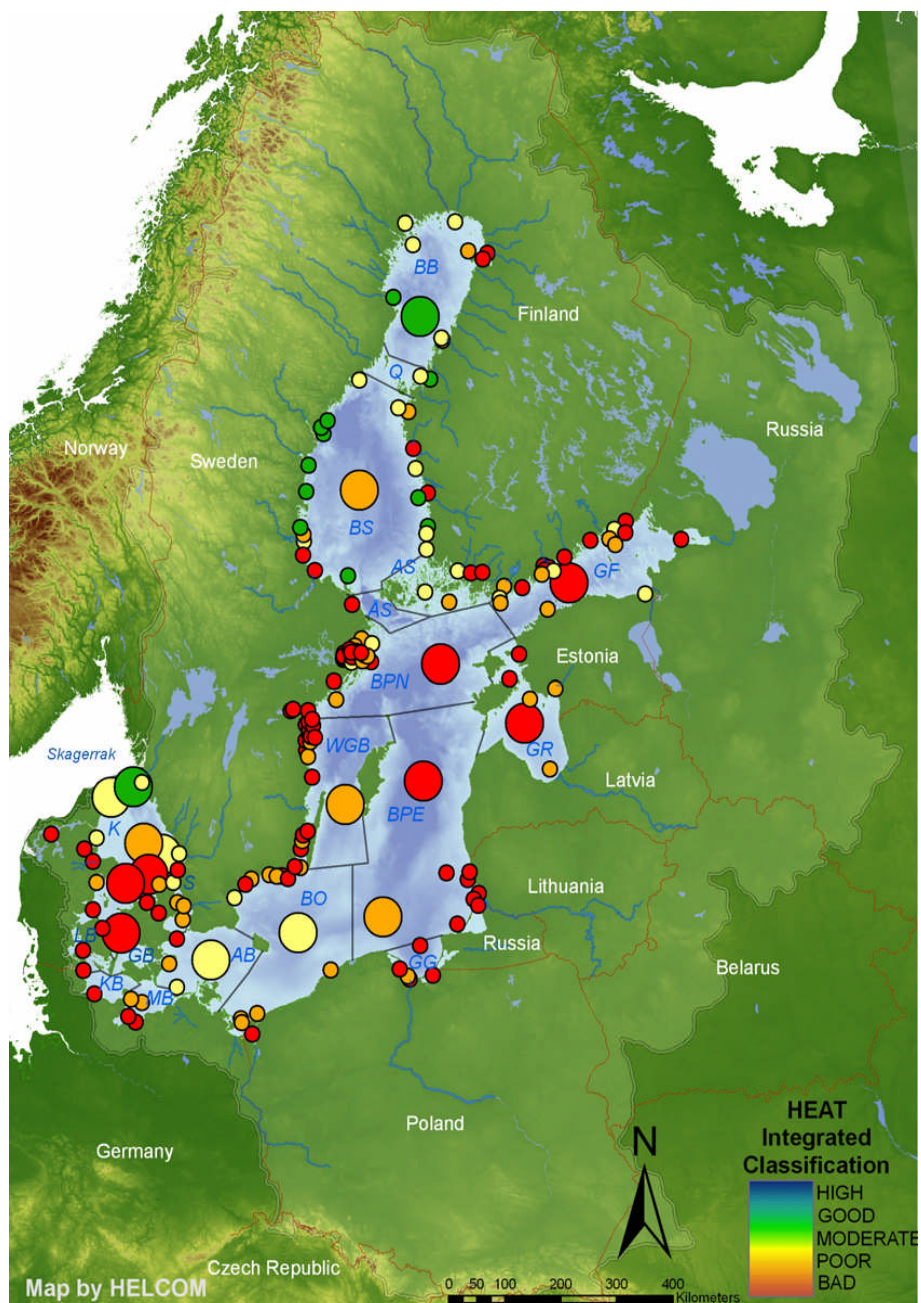 BB
Finland
Q
Norway
Russia
Sweden
BS
AS
GF
AS
Estonia
BPN
WGB
GR
Skagerrak
Latvia
BPE
K
S
Lithuania
BO
LB
Russia
GB
AB
GG
Belarus
KB
MB
Poland
Germany
N
HEAT
Integrated
Classification
HIGH
GOOD
MODERATE
POOR
BAD
Czech Republic
Map by HELCOM
0 50 100 200 300 400
Kilometers